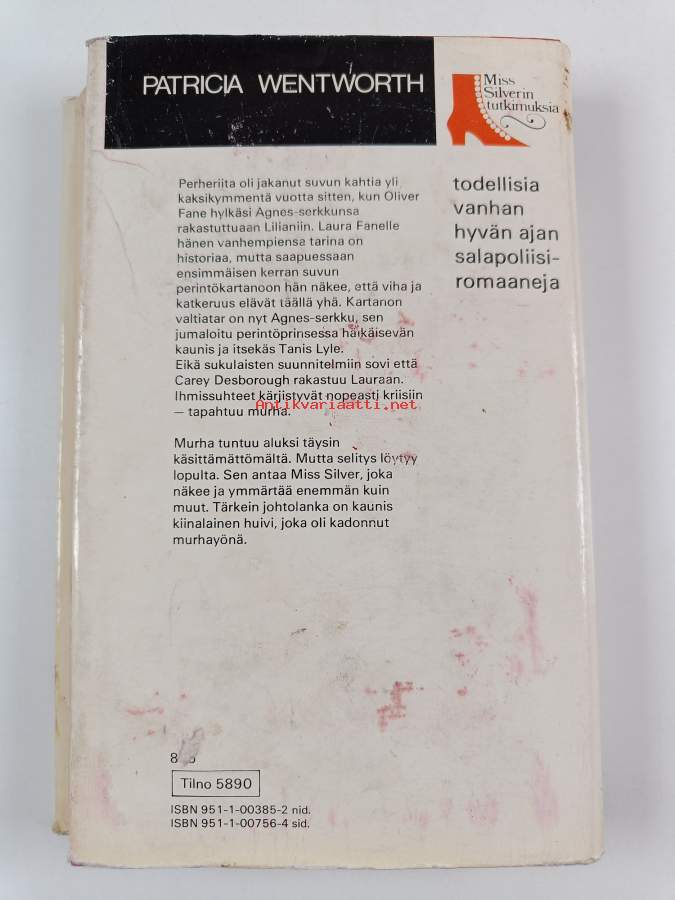 PATRICIA WENTWORTH
Miss
Silverin
tutkimuksia
todellisia
vanhan
hyvän ajan
salapoliisi-
romaaneja
Perheriita oli jakanut suvun kahtia yli
kaksikymmentä vuotta sitten, kun Oliver
Fane hylkäsi Agnes-serkkunsa
rakastuttuaan Lilianiin. Laura Fanelle
hänen vanhempiensa tarina on
historiaa, mutta saapuessaan
ensimmäisen kerran suvun
perintökartanoon hän näkee, että viha ja
katkeruus elävät täällä yhä. Kartanon
valtiatar on nyt Agnes-serkku, sen
jumaloitu perintöprinsessa häikäisevän
kaunis ja itsekäs Tanis Lyle.
Eikä sukulaisten suunnitelmiin sovi että
Carey Desborough rakastuu Lauraan.
Ihmissuhteet kärjistyvät nopeasti kriisiin
— tapahtuu murha.
Antikvariaatti.net
Murha tuntuu aluksi täysin
käsittämättömältä. Mutta selitys löytyy
lopulta. Sen antaa Miss Silver, joka
näkee ja ymmärtää enemmän kuin
muut. Tärkein johtolanka on kaunis
kiinalainen huivi, joka oli kadonnut
murhayönä.
Tilno 5890
ISBN 951-1-00385-2 nid.
ISBN 951-1-00756-4 sid.